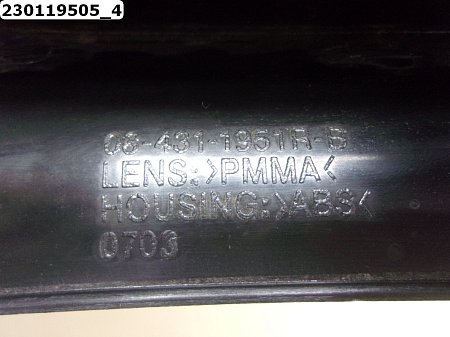 230119505_4
08-431-1961R-B
LENS:>PMMA<
HOUSING:>ABS<
0703